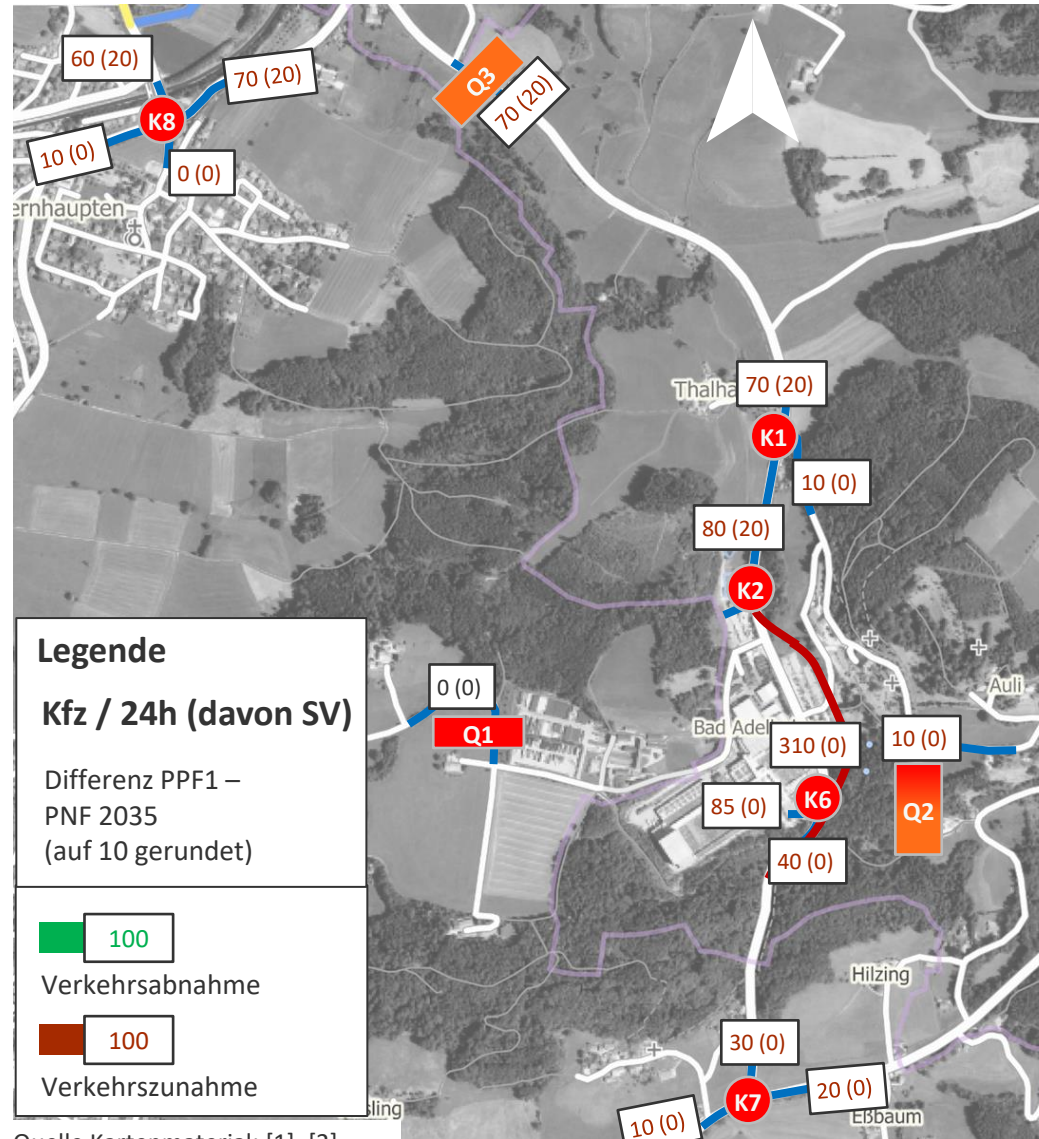 60 (20)
70 (20)
K8
10 (0)
0 (0)
ernhaupten
Q3
70 (20)
Thalha
70 (20)
K1
10 (0)
80 (20)
K2
0 (0)
Q1
Auli
Bad Adel
310 (0)
10 (0)
85 (0)
K6
Q2
40 (0)
Legende
Kfz / 24h (davon SV)
Differenz PPF1 –
PNF 2035
(auf 10 gerundet)
100
Verkehrsabnahme
100
Verkehrszunahme
Hilzing
30 (0)
20 (0)
K7
10 (0)
Eßbaum
sling
Quelle Kartenmaterial: [1], [2]